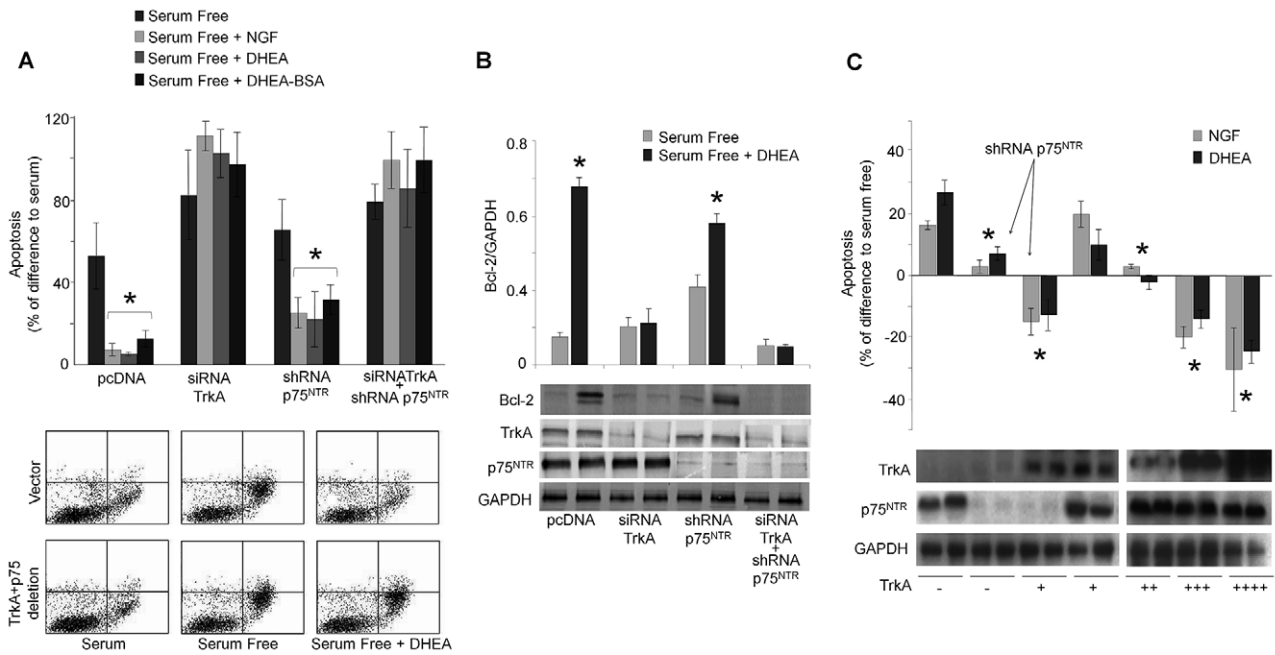 Serum Free
Serum Free + NGF
Serum Free + DHEA
Serum Free + DHEA-BSA
A
Apoptosis
(% of difference to serum)
120
80
40
0
*
*
pcDNA
siRNA
TrkA
shRNA
p75NTR
siRNATrkA
+
shRNA p75NTR
Vector
TrkA+p75
deletion
Serum
Serum Free
Serum Free + DHEA
B
Serum Free
Serum Free + DHEA
Bcl-2/GAPDH
0.8
0.6
0.4
0.2
0
*
*
Bcl-2
TrkA
p75NTR
GAPDH
pcDNA
siRNA
TrkA
shRNA
p75NTR
siRNA
TrkA
+
shRNA
p75NTR
C
NGF
DHEA
shRNA p75NTR
Apoptosis
(% of difference to serum free)
40
20
0
-20
-40
*
*
*
*
*
TrkA
p75NTR
GAPDH
TrkA
-
-
+
+
++
+++
++++